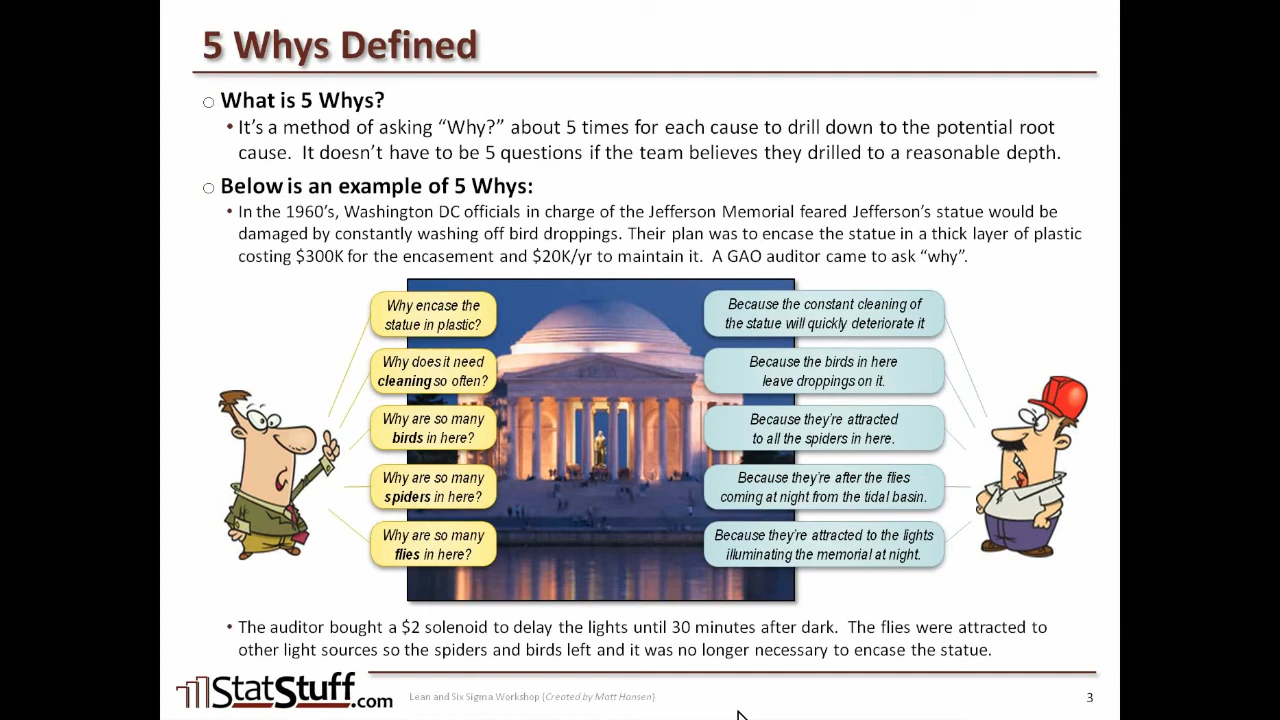 5 Whys Defined
What is 5 Whys?
• It's a method of asking “Why?” about 5 times for each cause to drill down to the potential root
cause.  It doesn't have to be 5 questions if the team believes they drilled to a reasonable depth.
Below is an example of 5 Whys:
• In the 1960's, Washington DC officials in charge of the Jefferson Memorial feared Jefferson's statue would be
damaged by constantly washing off bird droppings. Their plan was to encase the statue in a thick layer of plastic
costing $300K for the encasement and $20K/yr to maintain it.  A GAO auditor came to ask “why”.
Why encase the
statue in plastic?
Because the constant cleaning of
the statue will quickly deteriorate it
Why does it need
cleaning so often?
Because the birds in here
leave droppings on it.
Why are so many
birds in here?
Because they're attracted
to all the spiders in here.
Why are so many
spiders in here?
Because they're after the flies
coming at night from the tidal basin.
Why are so many
flies in here?
Because they're attracted to the lights
illuminating the memorial at night.
• The auditor bought a $2 solenoid to delay the lights until 30 minutes after dark.  The flies were attracted to
other light sources so the spiders and birds left and it was no longer necessary to encase the statue.
StatStuff.com
Lean and Six Sigma Workshop (Created by Matt Hansen)
3